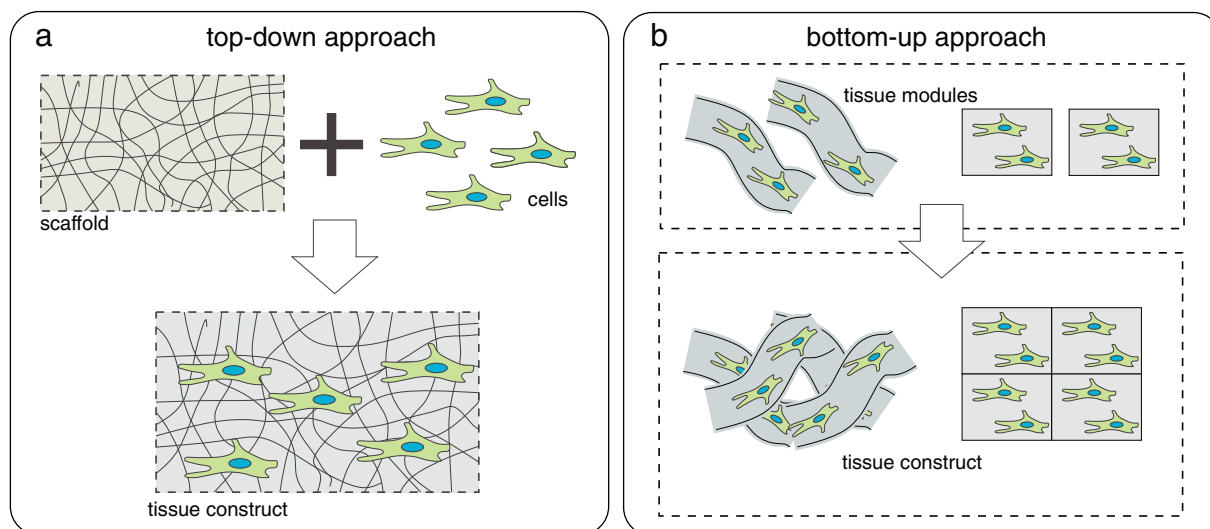 a
top-down approach
scaffold
cells
tissue construct
b
bottom-up approach
tissue modules
tissue construct